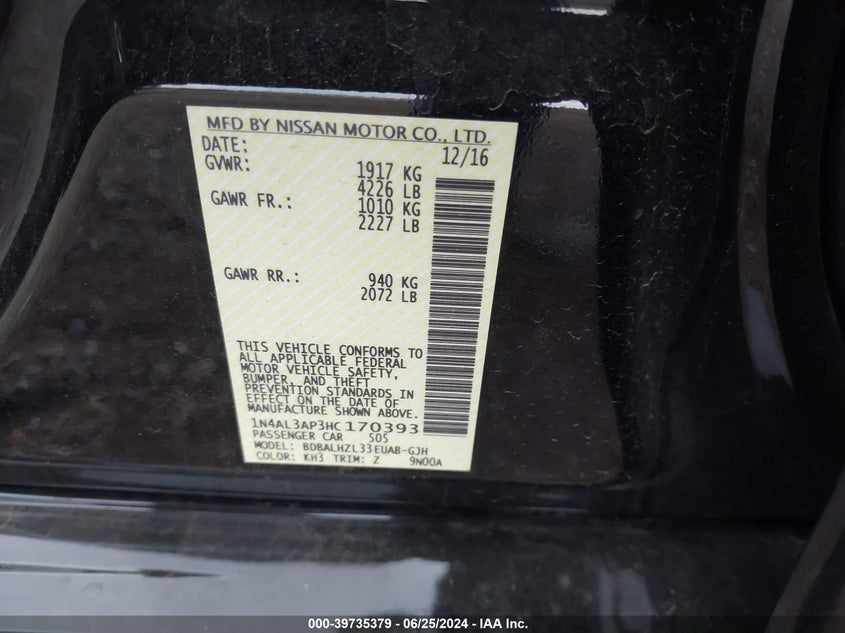 MFD BY NISSAN MOTOR CO., LTD.
DATE: 12/16
GVWR: 1917 KG
4226 LB
GAWR FR.: 1010 KG
2227 LB
GAWR RR.: 940 KG
2072 LB
THIS VEHICLE CONFORMS TO
ALL APPLICABLE FEDERAL
MOTOR VEHICLE SAFETY,
BUMPER, AND THEFT
PREVENTION STANDARDS IN
EFFECT ON THE DATE OF
MANUFACTURE SHOWN ABOVE.
1N4AL3AP3HC170393
PASSENGER CAR 505
MODEL: BDBALHZL33EUAB-GJH
COLOR: KH3 TRIM: Z 9N00A
000-39735379 - 06/25/2024 - IAA Inc.